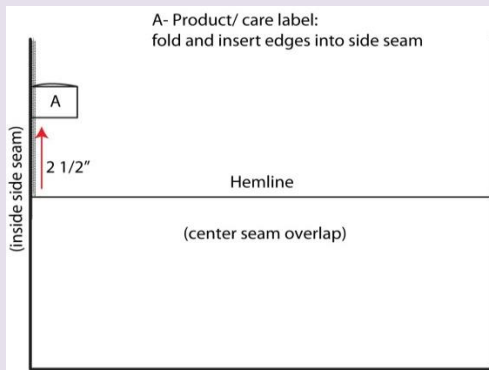 A- Product/ care label:
fold and insert edges into side seam
A
2 1/2"
(inside side seam)
Hemline
(center seam overlap)